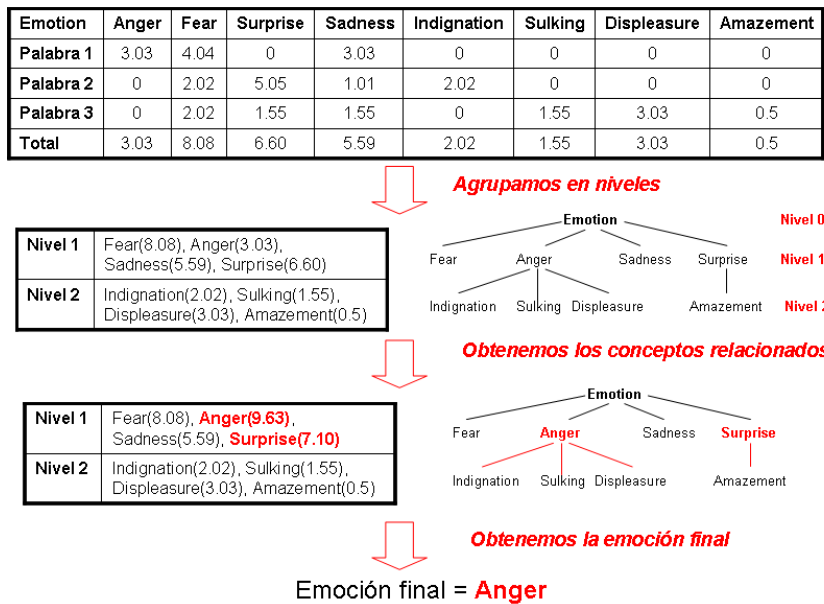 Emotion Anger Fear Surprise Sadness Indignation Sulking Displeasure Amazement
Palabra 1 3.03 4.04 0 3.03 0 0 0 0
Palabra 2 0 2.02 5.05 1.01 2.02 0 0 0
Palabra 3 0 2.02 1.55 1.55 0 1.55 3.03 0.5
Total 3.03 8.08 6.60 5.59 2.02 1.55 3.03 0.5
Agrupamos en niveles
Nivel 1 Fear(8.08), Anger(3.03),
Sadness(5.59), Surprise(6.60)
Nivel 2 Indignation(2.02), Sulking(1.55),
Displeasure(3.03), Amazement(0.5)
Emotion Nivel 0
Fear Anger Sadness Surprise Nivel 1
Indignation Sulking Displeasure Amazement Nivel 2
Obtenemos los conceptos relacionados
Nivel 1 Fear(8.08), Anger(9.63),
Sadness(5.59), Surprise(7.10)
Nivel 2 Indignation(2.02), Sulking(1.55),
Displeasure(3.03), Amazement(0.5)
Emotion
Fear Anger Sadness Surprise
Indignation Sulking Displeasure Amazement
Obtenemos la emoción final
Emoción final = Anger